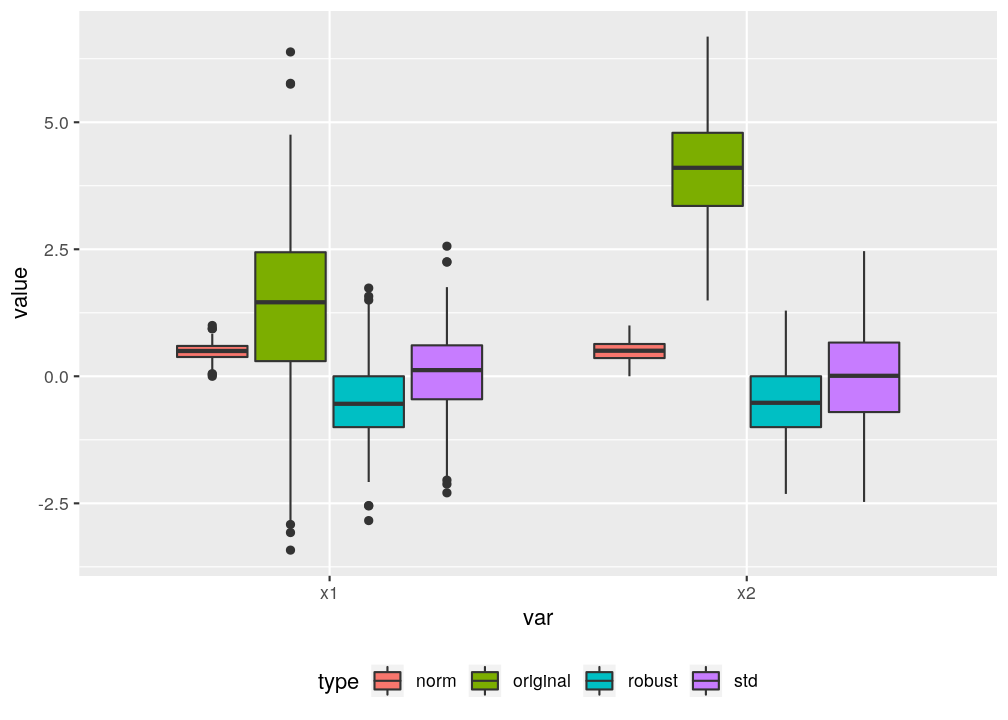 value
5.0
2.5
0.0
-2.5
x1 x2
var
type norm original robust std